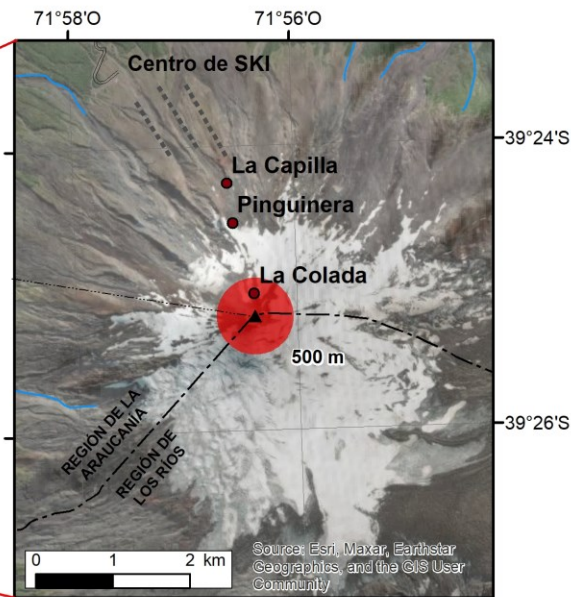 71°58'O
71°56'O
Centro de SKI
39°24'S
La Capilla
Pinguinera
La Colada
500 m
REGIÓN DE LA
ARAUCANÍA
REGIÓN DE
LOS RÍOS
39°26'S
0 1 2 km
Source: Esri, Maxar, Earthstar
Geographics, and the GIS User
Community